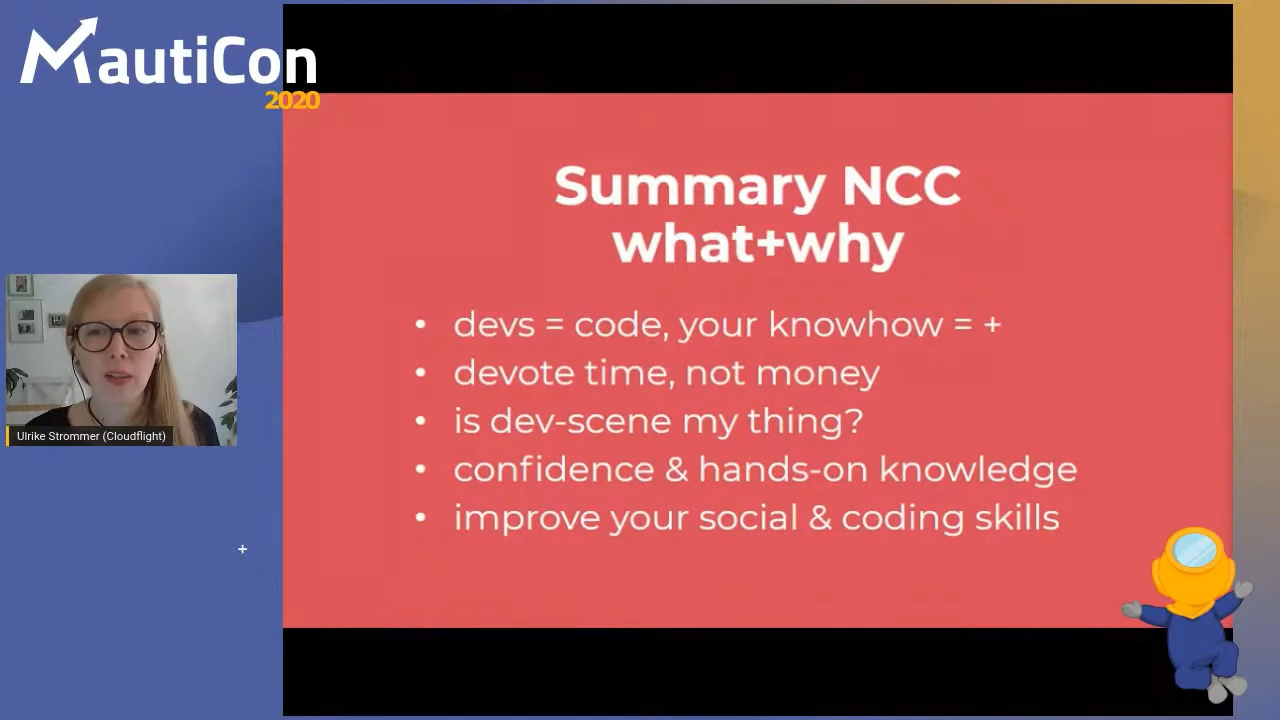 MautiCon
2020
Summary NCC
what+why
• devs = code, your knowhow = +
• devote time, not money
• is dev-scene my thing?
• confidence & hands-on knowledge
• improve your social & coding skills
Ulrike Strommer (Cloudflight)